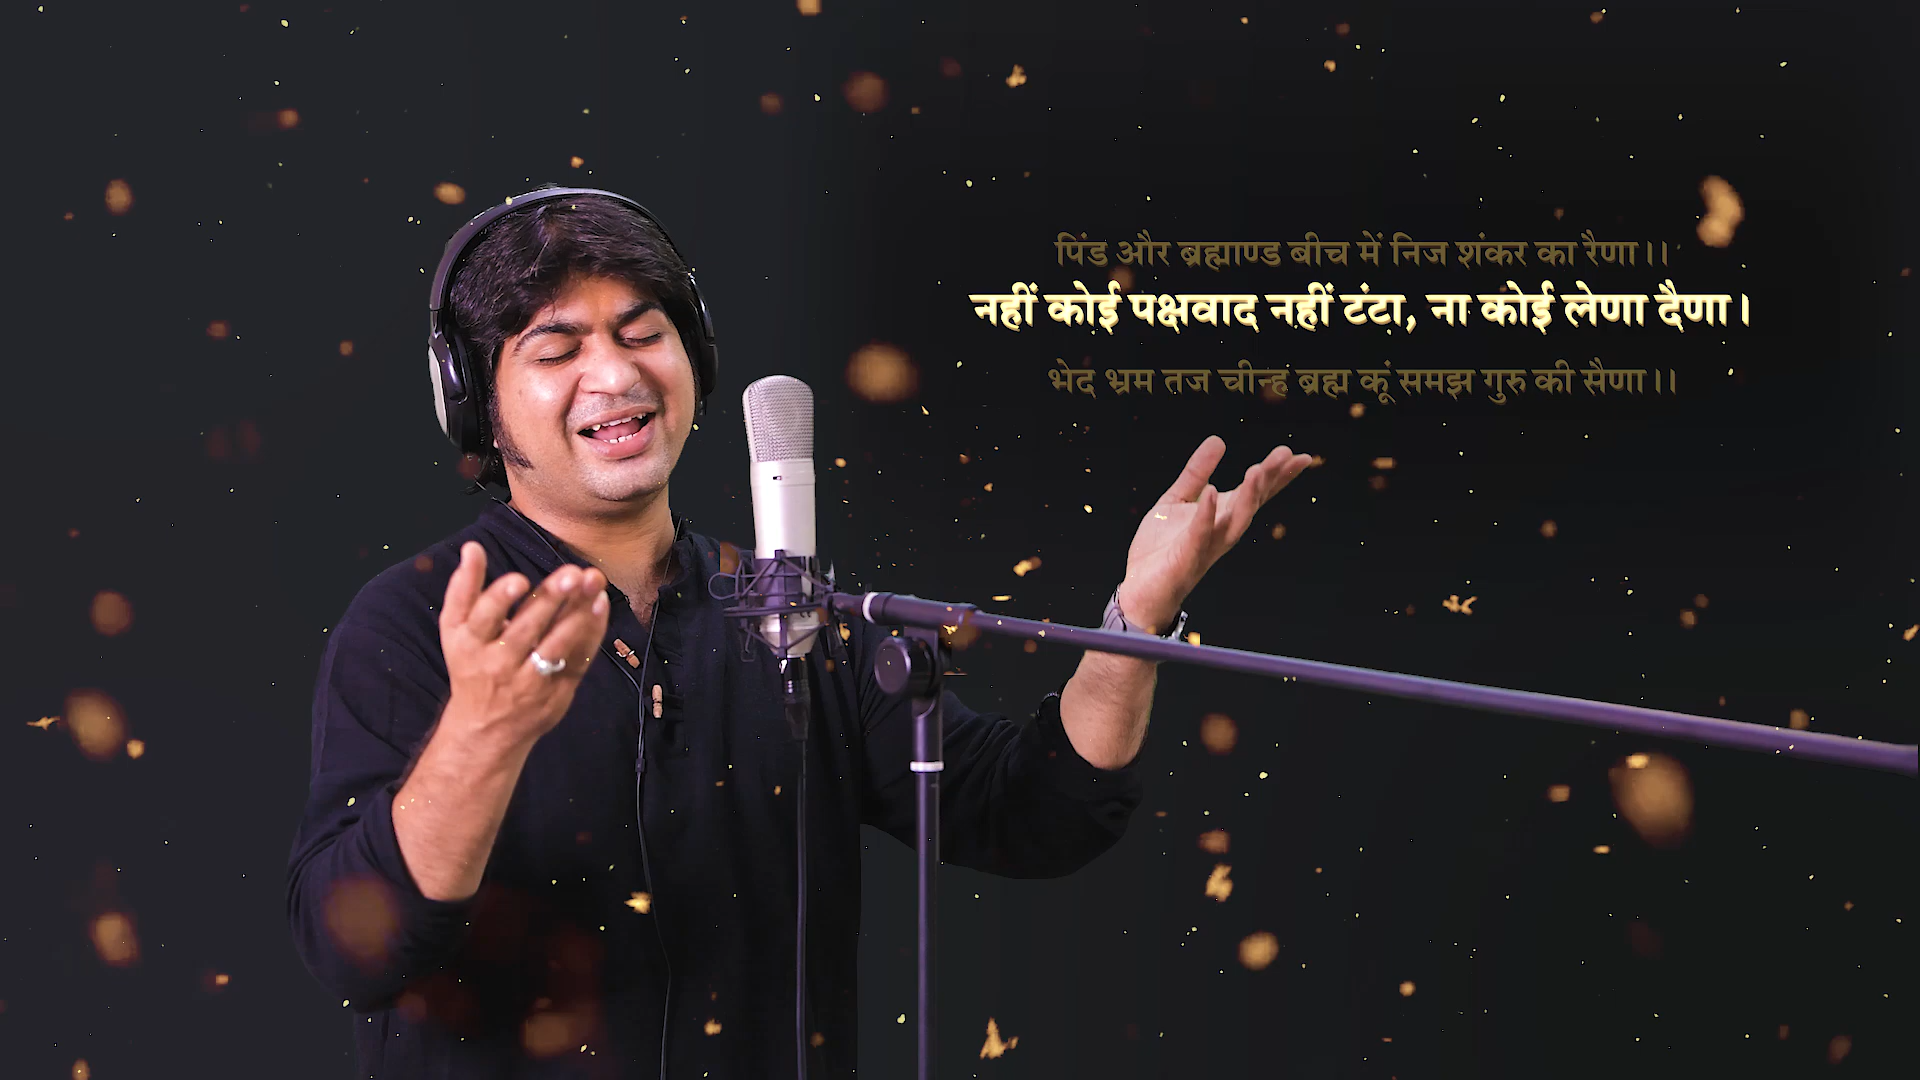 पिंड और ब्रह्माण्ड बीच में निज शंकर का रैणा।।
नहीं कोई पक्षवाद नहीं टंटा, ना कोई लेणा दैणा।
भेद भ्रम तज चीन्ह ब्रह्म कूं समझ गुरु की सैणा।।